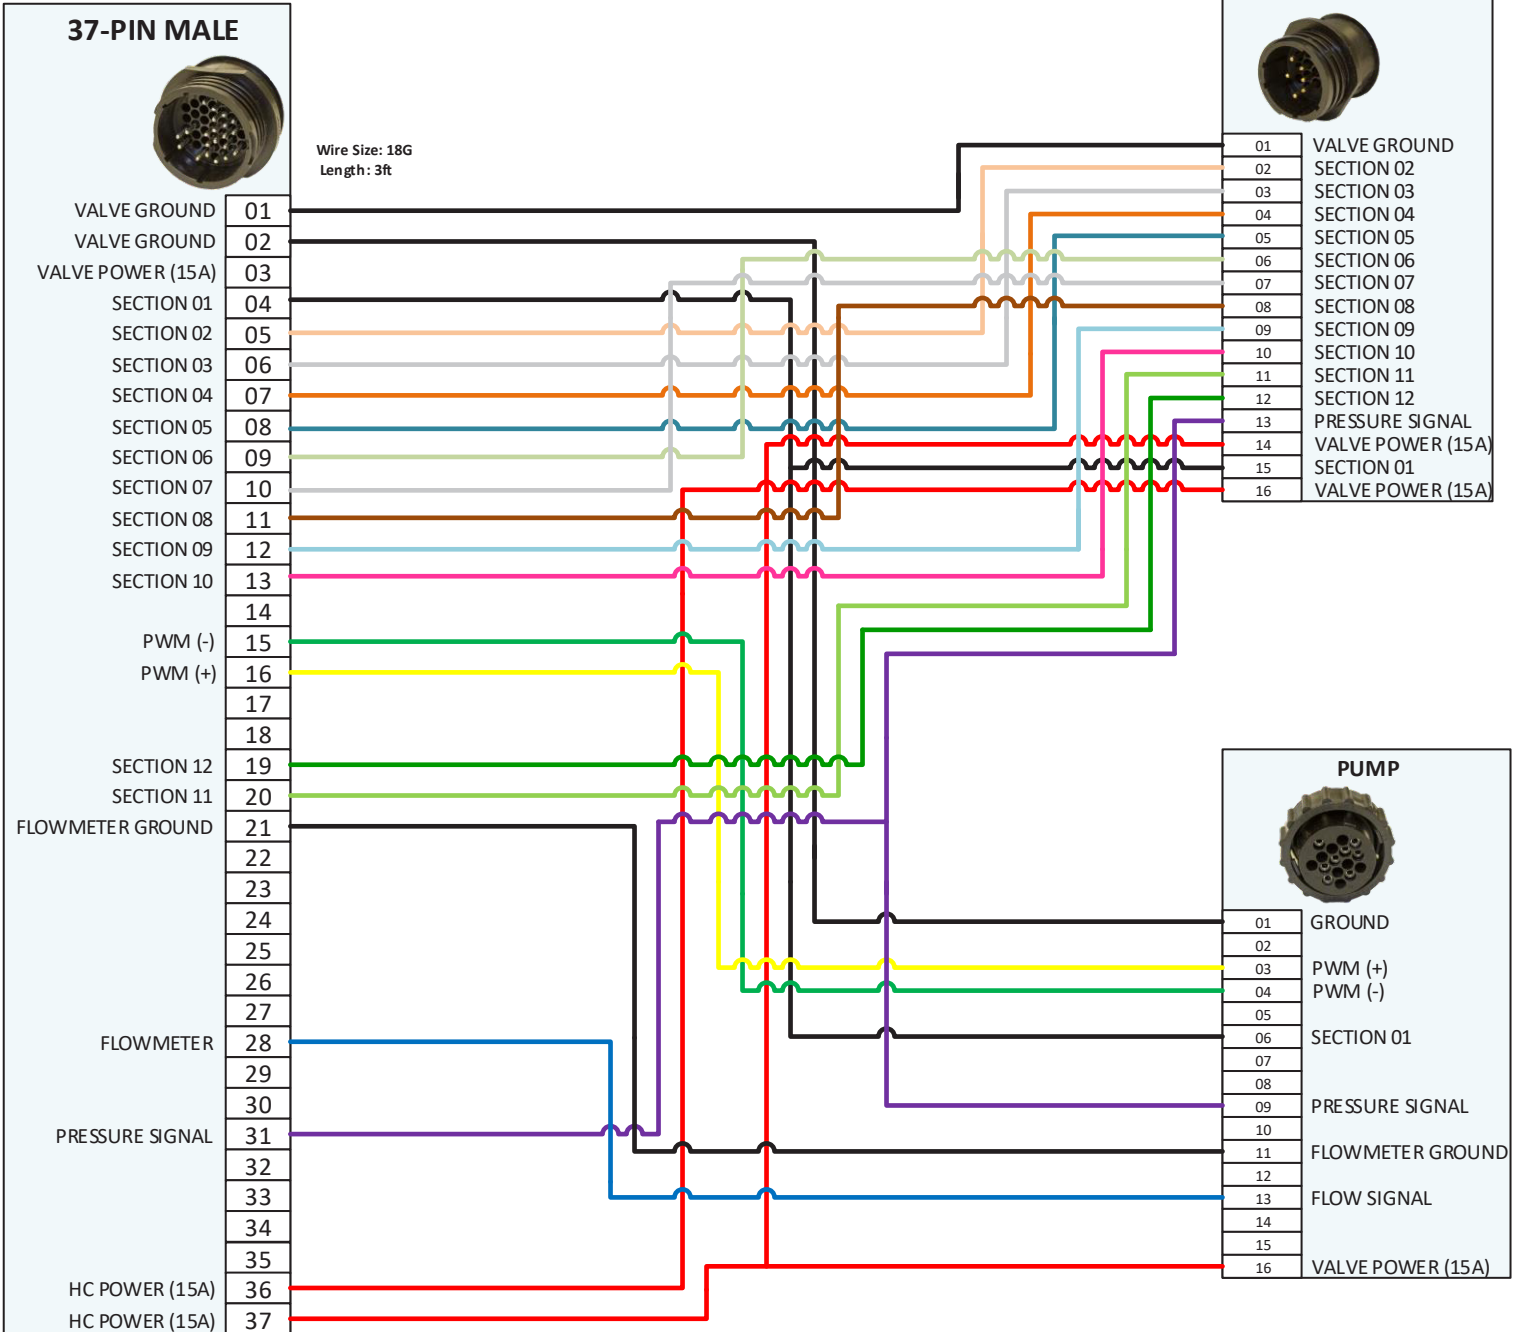 37-PIN MALE
Wire Size: 18G
Length: 3ft
VALVE GROUND 01
VALVE GROUND 02
VALVE POWER (15A) 03
SECTION 01 04
SECTION 02 05
SECTION 03 06
SECTION 04 07
SECTION 05 08
SECTION 06 09
SECTION 07 10
SECTION 08 11
SECTION 09 12
SECTION 10 13
14
PWM (-) 15
PWM (+) 16
17
18
SECTION 12 19
SECTION 11 20
FLOWMETER GROUND 21
22
23
24
25
26
27
FLOWMETER 28
29
30
PRESSURE SIGNAL 31
32
33
34
35
HC POWER (15A) 36
HC POWER (15A) 37
01 VALVE GROUND
02 SECTION 02
03 SECTION 03
04 SECTION 04
05 SECTION 05
06 SECTION 06
07 SECTION 07
08 SECTION 08
09 SECTION 09
10 SECTION 10
11 SECTION 11
12 SECTION 12
13 PRESSURE SIGNAL
14 VALVE POWER (15A)
15 SECTION 01
16 VALVE POWER (15A)
PUMP
01 GROUND
02
03 PWM (+)
04 PWM (-)
05
06 SECTION 01
07
08
09 PRESSURE SIGNAL
10
11 FLOWMETER GROUND
12
13 FLOW SIGNAL
14
15
16 VALVE POWER (15A)